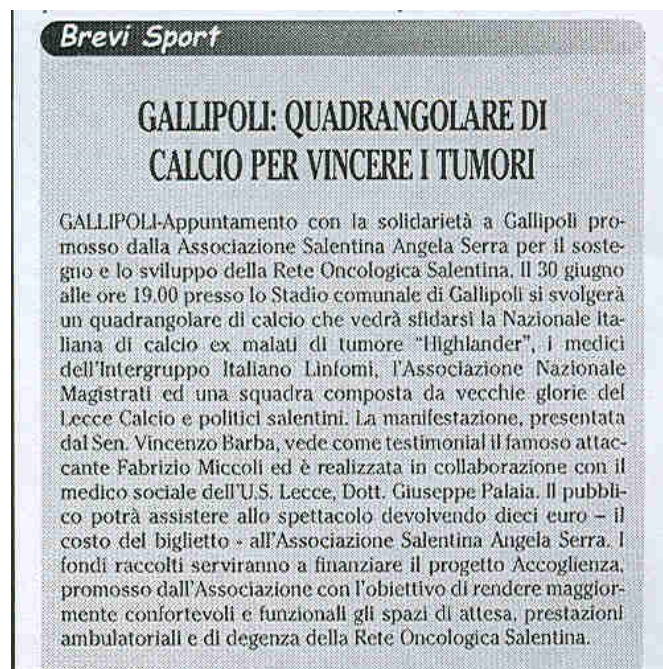 Brevi Sport
GALLIPOLI: QUADRANGOLARE DI
CALCIO PER VINCERE I TUMORI
GALLIPOLI-Appuntamento con la solidarietà a Gallipoli pro-
mosso dalla Associazione Salentina Angela Serra per il soste-
gno e lo sviluppo della Rete Oncologica Salentina. Il 30 giugno
alle ore 19.00 presso lo Stadio comunale di Gallipoli si svolgerà
un quadrangolare di calcio che vedrà sfidarsi la Nazionale ita-
liana di calcio ex malati di tumore "Highlander", i medici
dell'Intergruppo Italiano Linfomi, l'Associazione Nazionale
Magistrati ed una squadra composta da vecchie glorie del
Lecce Calcio e politici salentini. La manifestazione, presentata
dal Sen. Vincenzo Barba, vede come testimonial il famoso attac-
cante Fabrizio Miccoli ed è realizzata in collaborazione con il
medico sociale dell'U.S. Lecce, Dott. Giuseppe Palaia. Il pubbli-
co potrà assistere allo spettacolo devolvendo dieci euro – il
costo del biglietto - all'Associazione Salentina Angela Serra. I
fondi raccolti serviranno a finanziare il progetto Accoglienza,
promosso dall'Associazione con l'obiettivo di rendere maggior-
mente confortevoli e funzionali gli spazi di attesa, prestazioni
ambulatoriali e di degenza della Rete Oncologica Salentina.